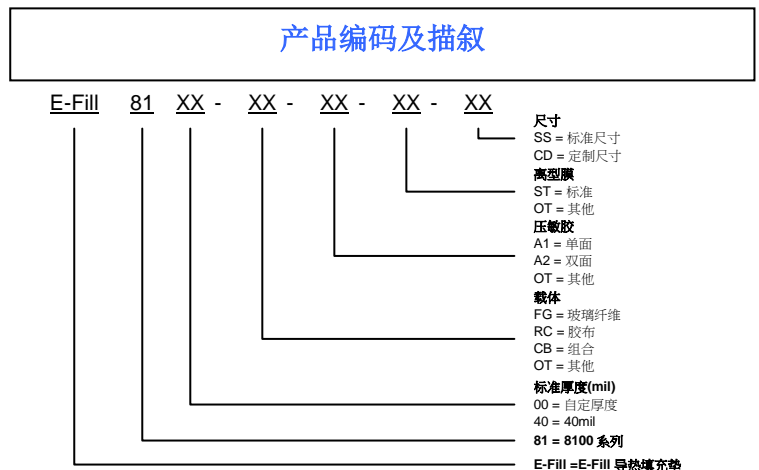 产品编码及描叙
E-Fill 81 XX - XX - XX - XX - XX
尺寸
SS = 标准尺寸
CD = 定制尺寸
离型膜
ST = 标准
OT = 其他
压敏胶
A1 = 单面
A2 = 双面
OT = 其他
载体
FG = 玻璃纤维
RC = 胶布
CB = 组合
OT = 其他
标准厚度(mil)
00 = 自定厚度
40 = 40mil
81 = 8100 系列
E-Fill =E-Fill 导热填充垫